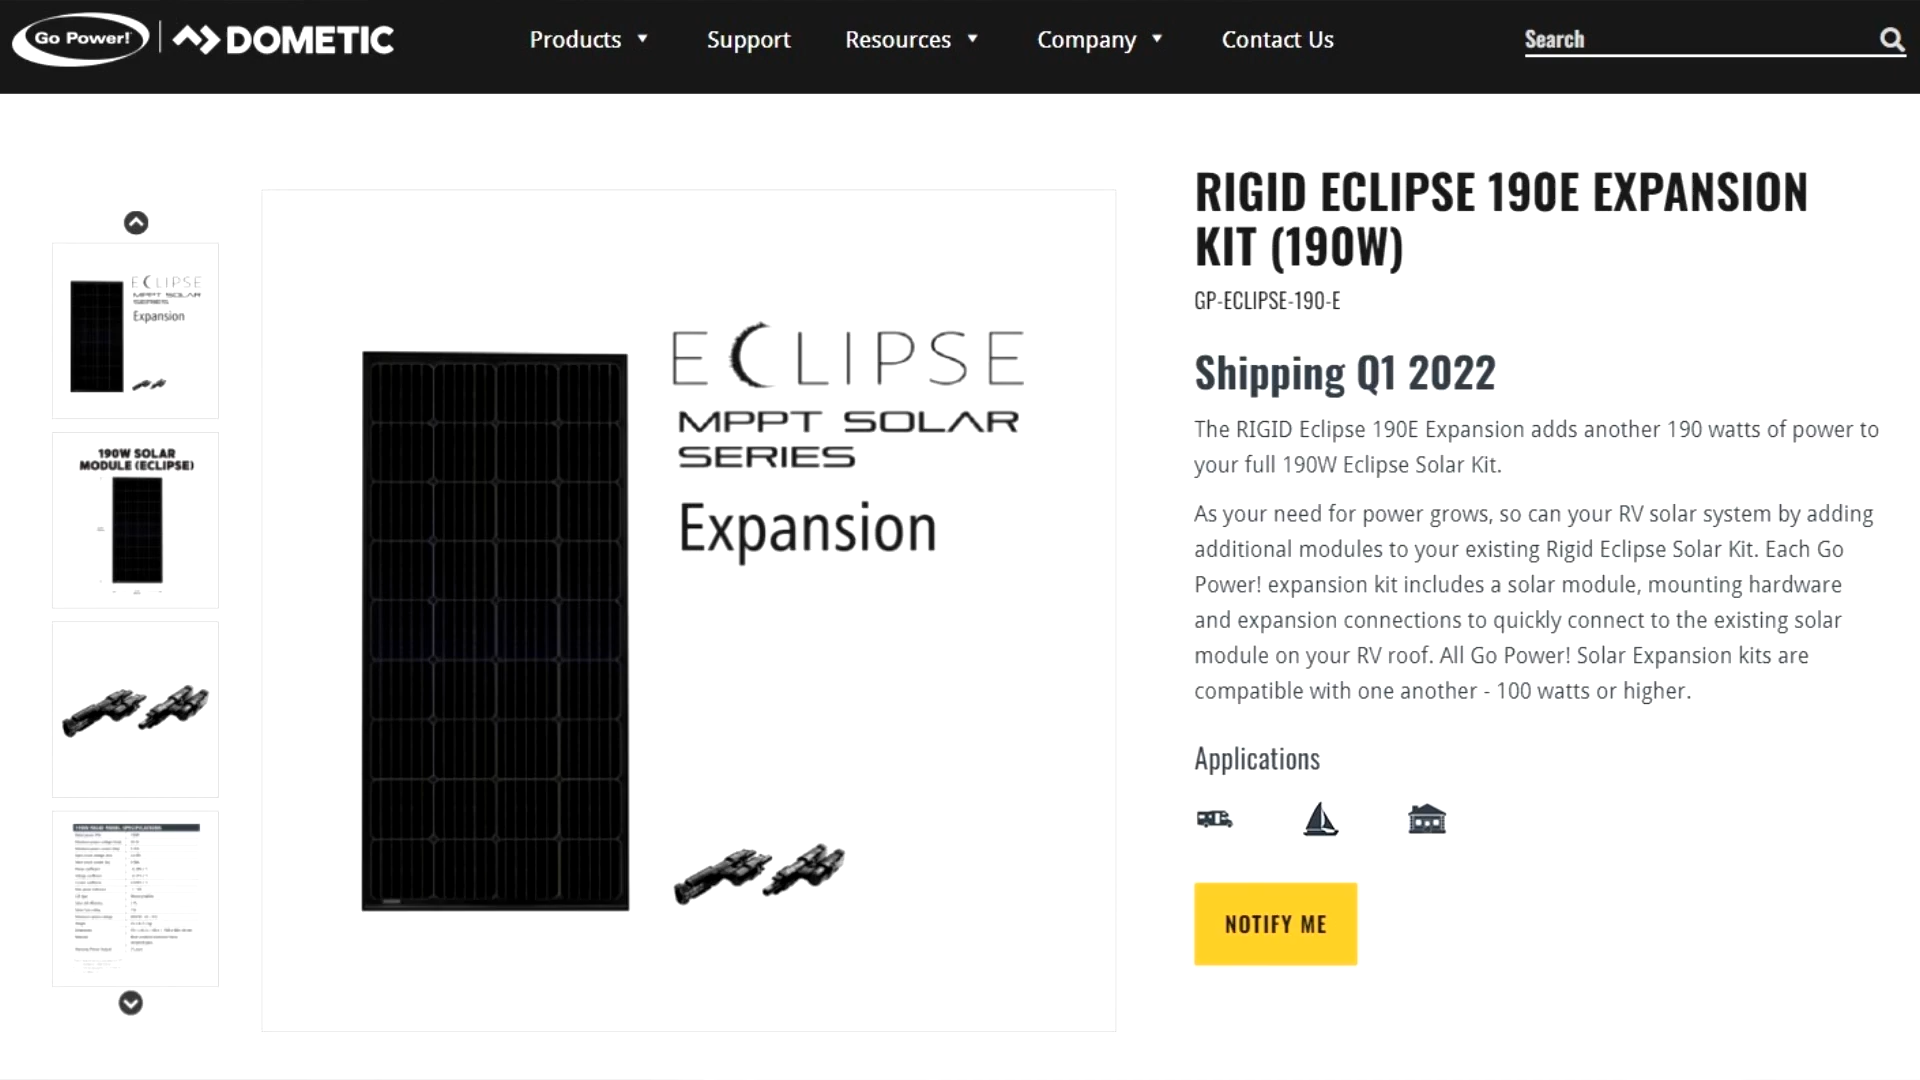 Go Power!
DOMETIC
Products
Support
Resources
Company
Contact Us
Search
ECLIPSE
MPPT SOLAR
SERIES
Expansion
190W SOLAR
MODULE (ECLIPSE)
ECLIPSE
MPPT SOLAR
SERIES
Expansion
RIGID ECLIPSE 190E EXPANSION
KIT (190W)
GP-ECLIPSE-190-E
Shipping Q1 2022
The RIGID Eclipse 190E Expansion adds another 190 watts of power to
your full 190W Eclipse Solar Kit.
As your need for power grows, so can your RV solar system by adding
additional modules to your existing Rigid Eclipse Solar Kit. Each Go
Power! expansion kit includes a solar module, mounting hardware
and expansion connections to quickly connect to the existing solar
module on your RV roof. All Go Power! Solar Expansion kits are
compatible with one another - 100 watts or higher.
Applications
NOTIFY ME